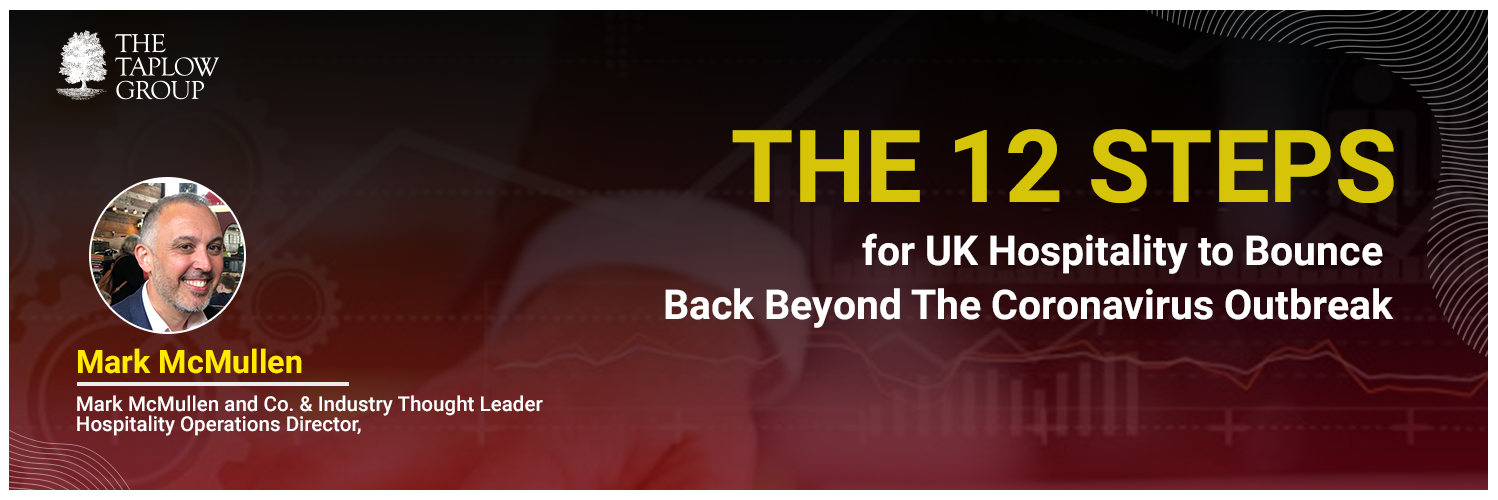 THE
TAPLOW
GROUP
THE 12 STEPS
for UK Hospitality to Bounce
Back Beyond The Coronavirus Outbreak
Mark McMullen
Mark McMullen and Co. & Industry Thought Leader
Hospitality Operations Director,